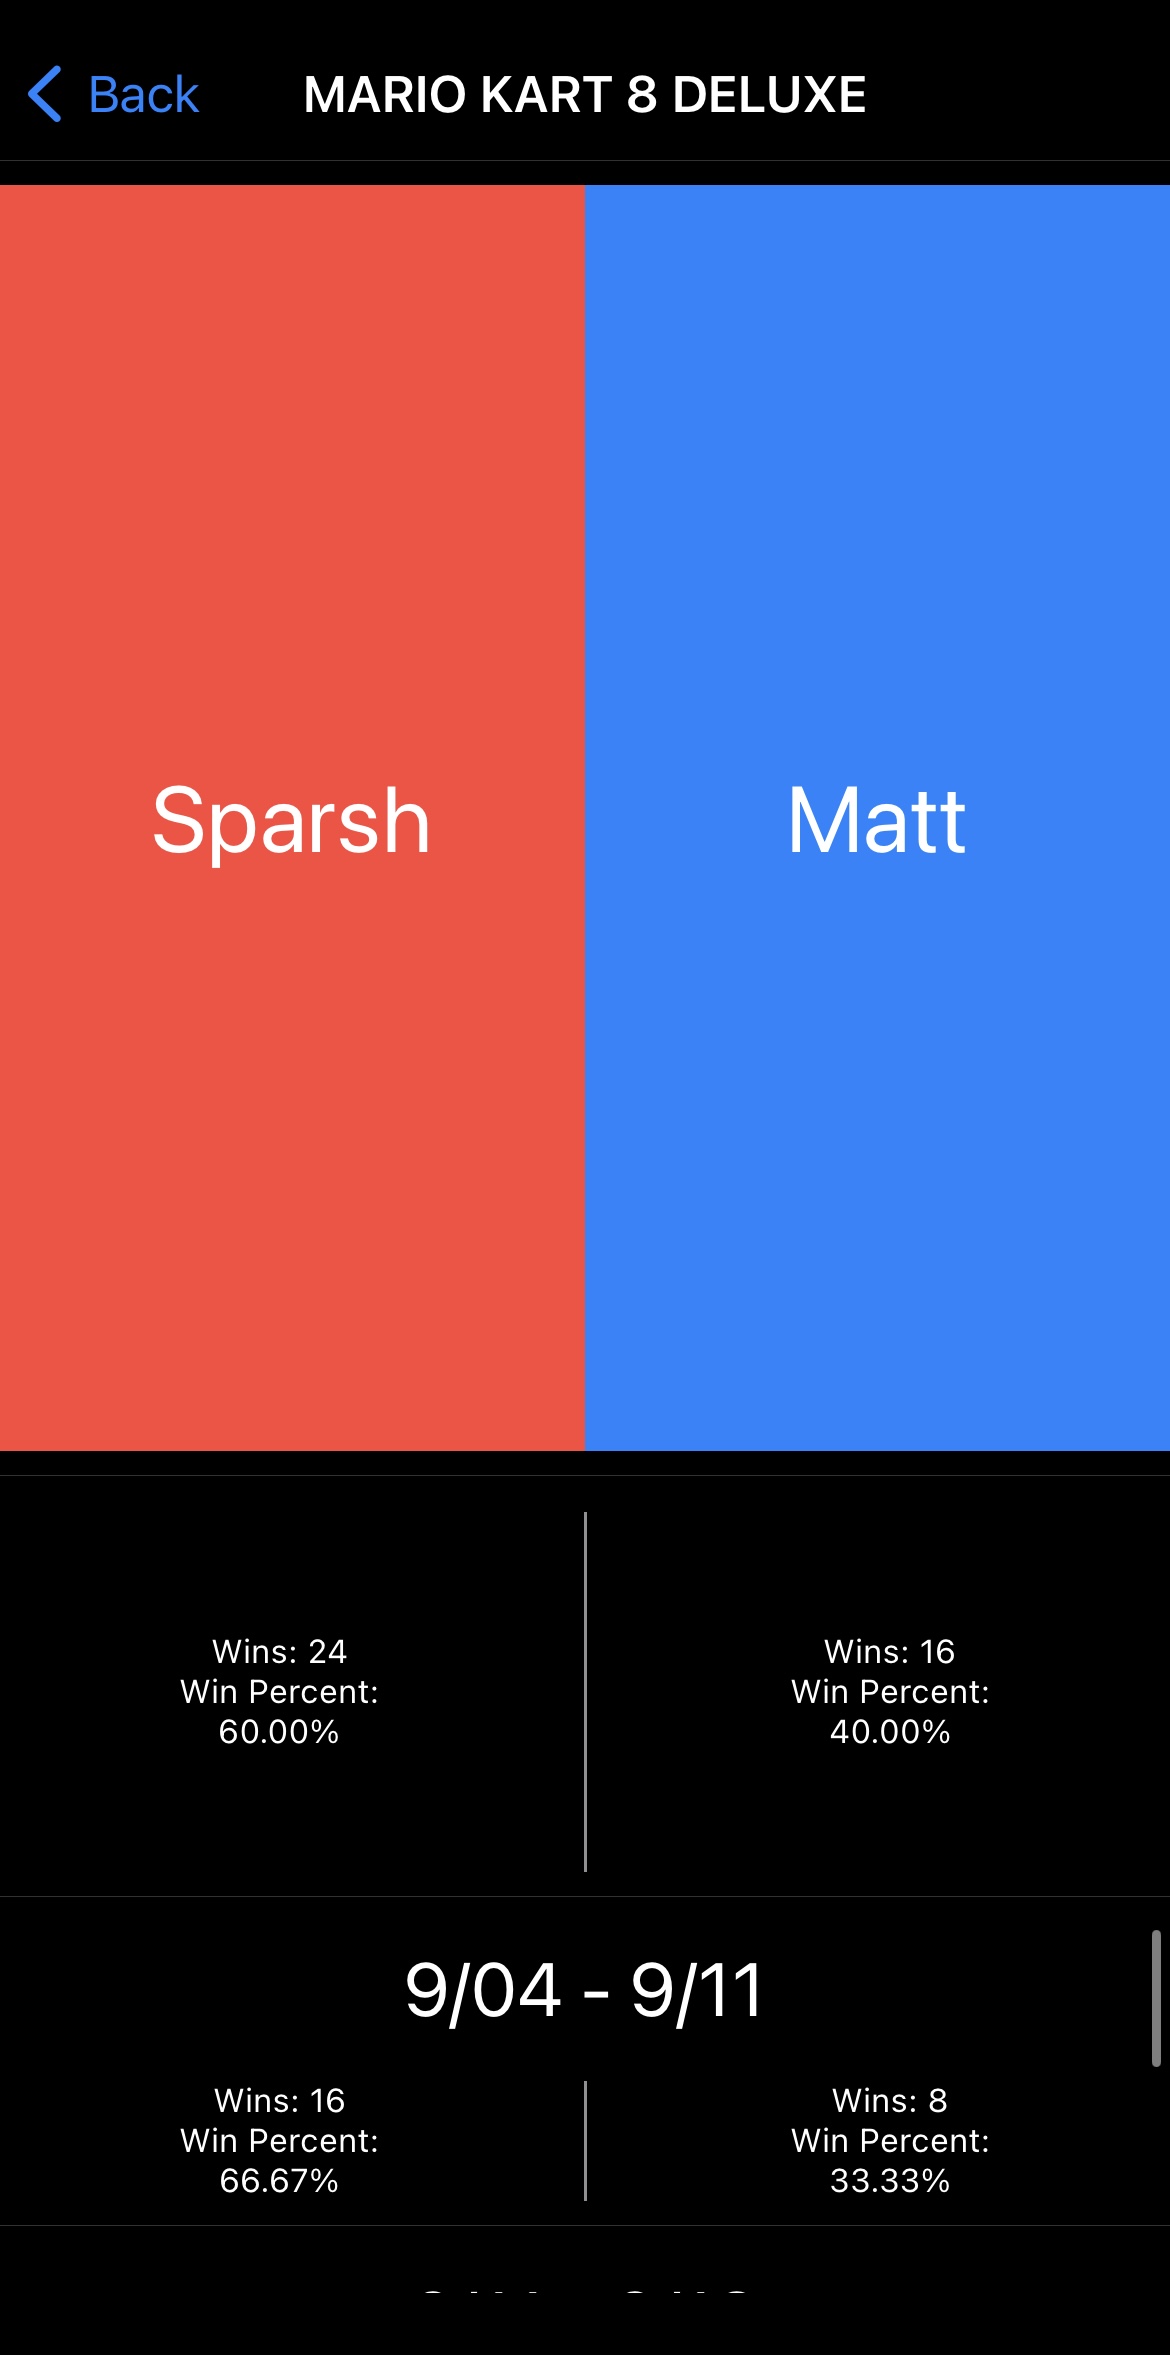 Back
MARIO KART 8 DELUXE
Sparsh
Matt
Wins: 24
Win Percent:
60.00%
Wins: 16
Win Percent:
40.00%
9/04 - 9/11
Wins: 16
Win Percent:
66.67%
Wins: 8
Win Percent:
33.33%